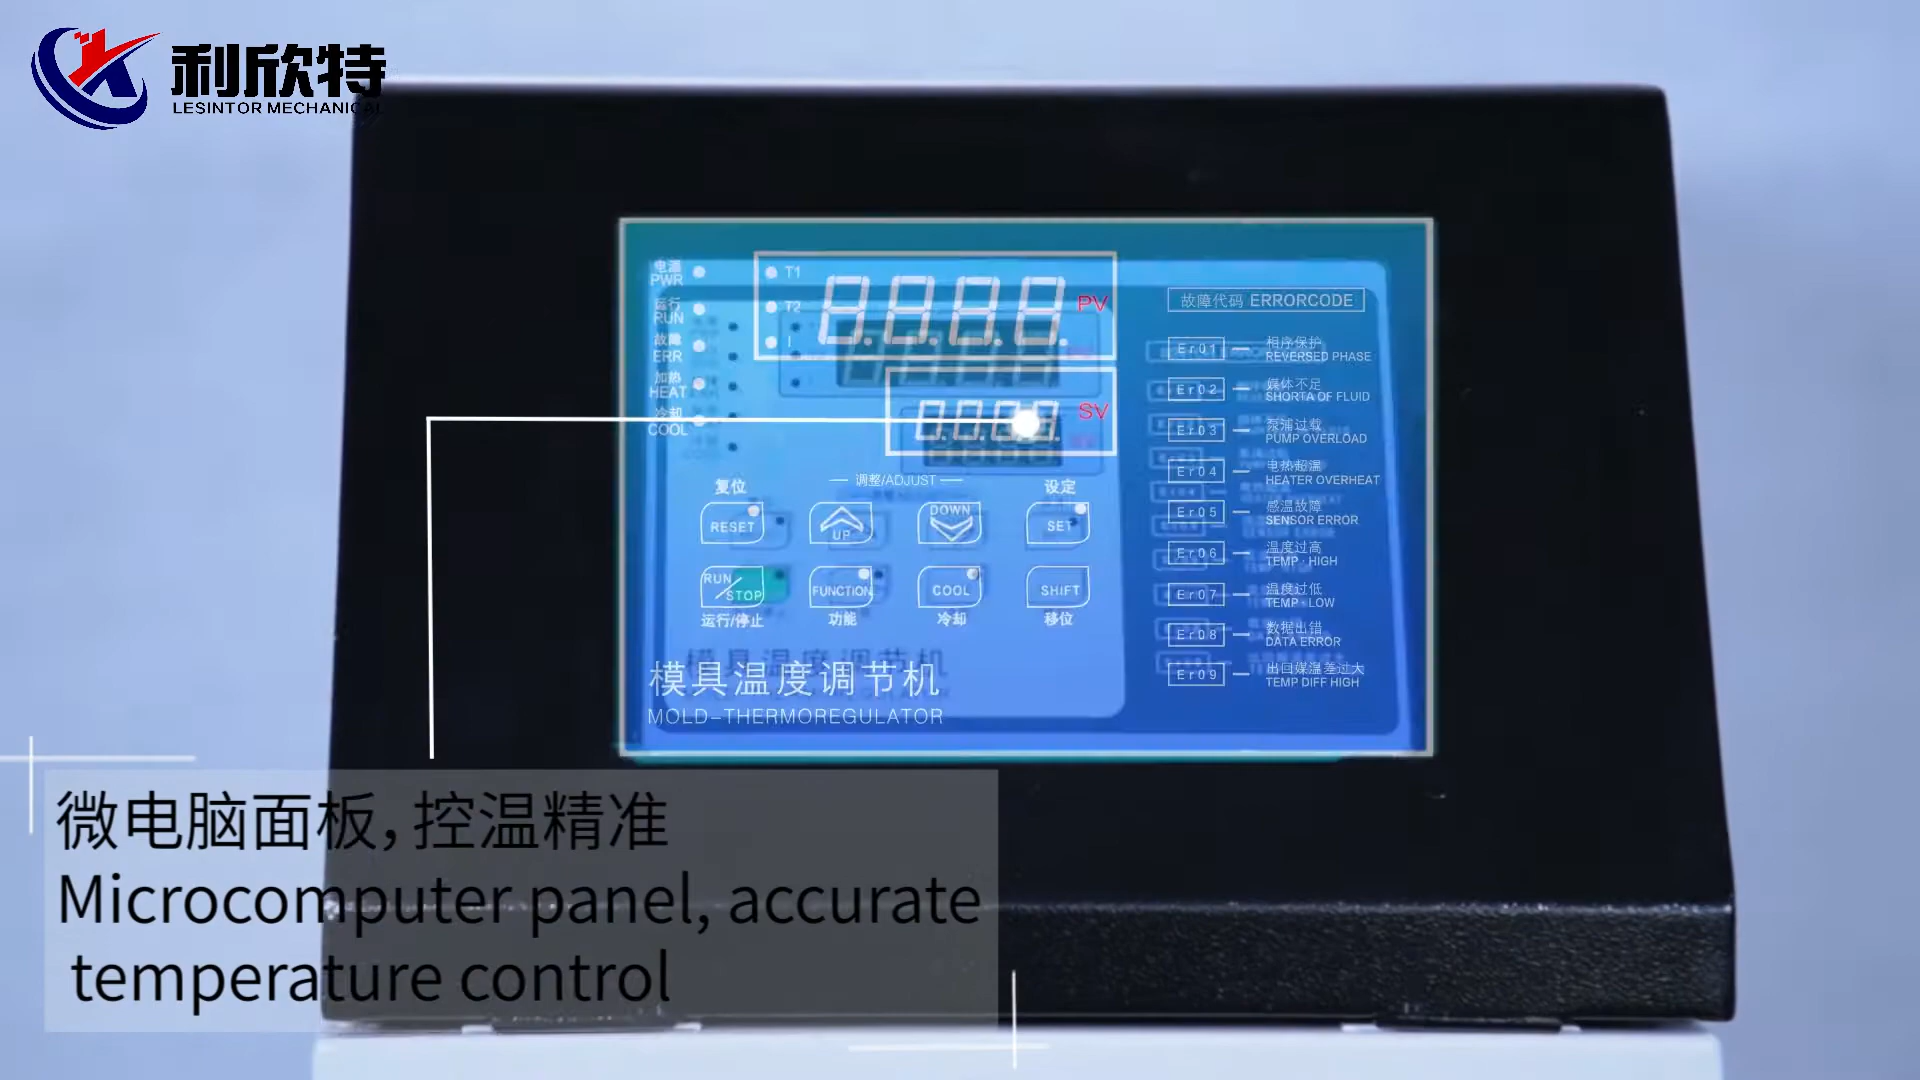 利欣特
LESINTOR MECHANICAL
电源
PWR
运行
RUN
故障
ERR
加热
HEAT
冷却
COOL
T1
T2
I
8.8.8.8.
PV
SV
调整/ADJUST
复位
RESET
UP
DOWN
设定
SET
RUN
STOP
运行/停止
FUNCTION
功能
COOL
冷却
SHIFT
移位
模具温度调节机
MOLD-THERMOREGULATOR
故障代码 ERRORCODE
Er01 — 相序保护
REVERSED PHASE
Er02 — 媒体不足
SHORTA OF FLUID
Er03 — 泵浦过载
PUMP OVERLOAD
Er04 — 电热超温
HEATER OVERHEAT
Er05 — 感温故障
SENSOR ERROR
Er06 — 温度过高
TEMP·HIGH
Er07 — 温度过低
TEMP·LOW
Er08 — 数据出错
DATA ERROR
Er09 — 出回媒温差过大
TEMP DIFF HIGH
微电脑面板,控温精准
Microcomputer panel, accurate
temperature control